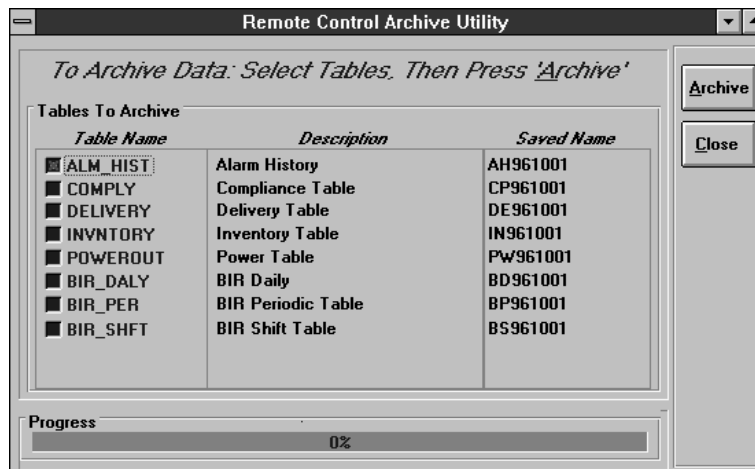 Remote Control Archive Utility
To Archive Data: Select Tables, Then Press 'Archive'
Archive
Close
Tables To Archive
Table Name Description Saved Name
ALM_HIST Alarm History AH961001
COMPLY Compliance Table CP961001
DELIVERY Delivery Table DE961001
INVNTORY Inventory Table IN961001
POWEROUT Power Table PW961001
BIR_DALY BIR Daily BD961001
BIR_PER BIR Periodic Table BP961001
BIR_SHFT BIR Shift Table BS961001
Progress
0%